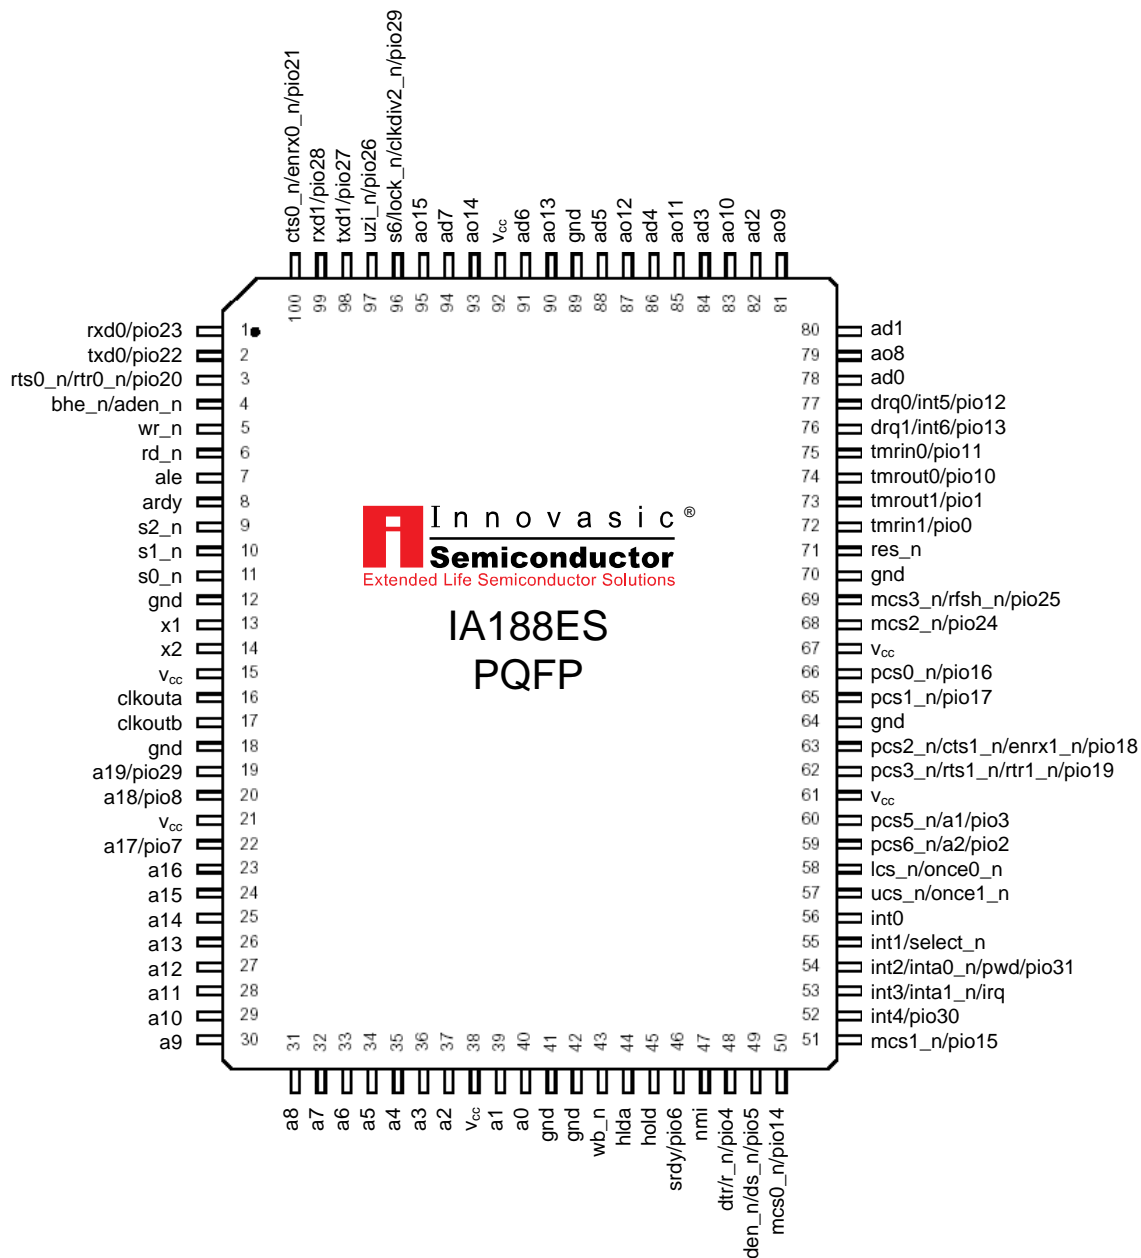 cts0_n/enrx0_n/pio21
rxd1/pio28
txd1/pio27
uzi_n/pio26
s6/lock_n/clkdiv2_n/pio29
ao15
ad7
ao14
vcc
ad6
ao13
gnd
ad5
ao12
ad4
ao11
ad3
ao10
ad2
ao9
100
99
98
97
96
95
94
93
92
91
90
89
88
87
86
85
84
83
82
81
rxd0/pio23 1
txd0/pio22 2
rts0_n/rtr0_n/pio20 3
bhe_n/aden_n 4
wr_n 5
rd_n 6
ale 7
ardy 8
s2_n 9
s1_n 10
s0_n 11
gnd 12
x1 13
x2 14
vcc 15
clkouta 16
clkoutb 17
gnd 18
a19/pio29 19
a18/pio8 20
vcc 21
a17/pio7 22
a16 23
a15 24
a14 25
a13 26
a12 27
a11 28
a10 29
a9 30
i Innovasic®
Semiconductor
Extended Life Semiconductor Solutions
IA188ES
PQFP
80 ad1
79 ao8
78 ad0
77 drq0/int5/pio12
76 drq1/int6/pio13
75 tmrin0/pio11
74 tmrout0/pio10
73 tmrout1/pio1
72 tmrin1/pio0
71 res_n
70 gnd
69 mcs3_n/rfsh_n/pio25
68 mcs2_n/pio24
67 vcc
66 pcs0_n/pio16
65 pcs1_n/pio17
64 gnd
63 pcs2_n/cts1_n/enrx1_n/pio18
62 pcs3_n/rts1_n/rtr1_n/pio19
61 vcc
60 pcs5_n/a1/pio3
59 pcs6_n/a2/pio2
58 lcs_n/once0_n
57 ucs_n/once1_n
56 int0
55 int1/select_n
54 int2/inta0_n/pwd/pio31
53 int3/inta1_n/irq
52 int4/pio30
51 mcs1_n/pio15
31
32
33
34
35
36
37
38
39
40
41
42
43
44
45
46
47
48
49
50
a8
a7
a6
a5
a4
a3
a2
vcc
a1
a0
gnd
gnd
wb_n
hlda
hold
srdy/pio6
nmi
dtr/r_n/pio4
den_n/ds_n/pio5
mcs0_n/pio14